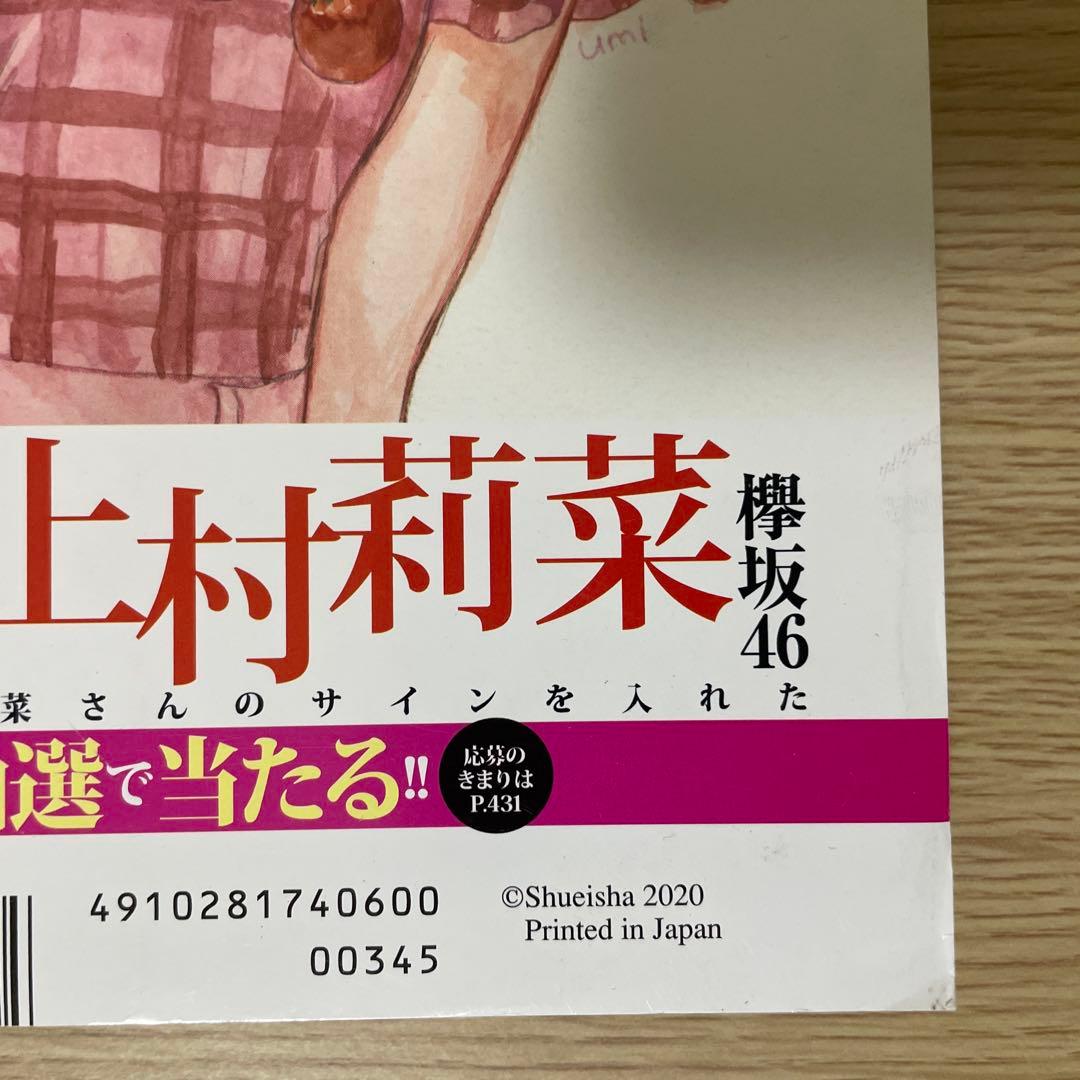 umi
上村莉菜
欅坂46
菜さんのサインを入れた
選で当たる!!
応募の
きまりは
P.431
4910281740600
00345
©Shueisha 2020
Printed in Japan